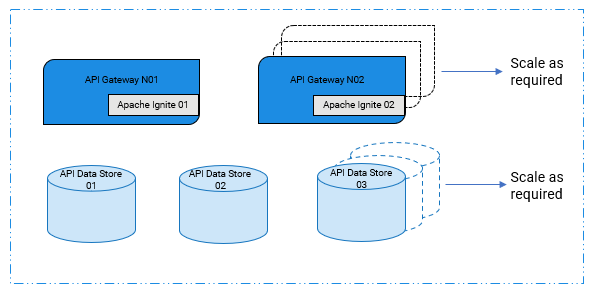 API Gateway N01
Apache Ignite 01
API Gateway N02
Apache Ignite 02
Scale as
required
API Data Store
01
API Data Store
02
API Data Store
03
Scale as
required